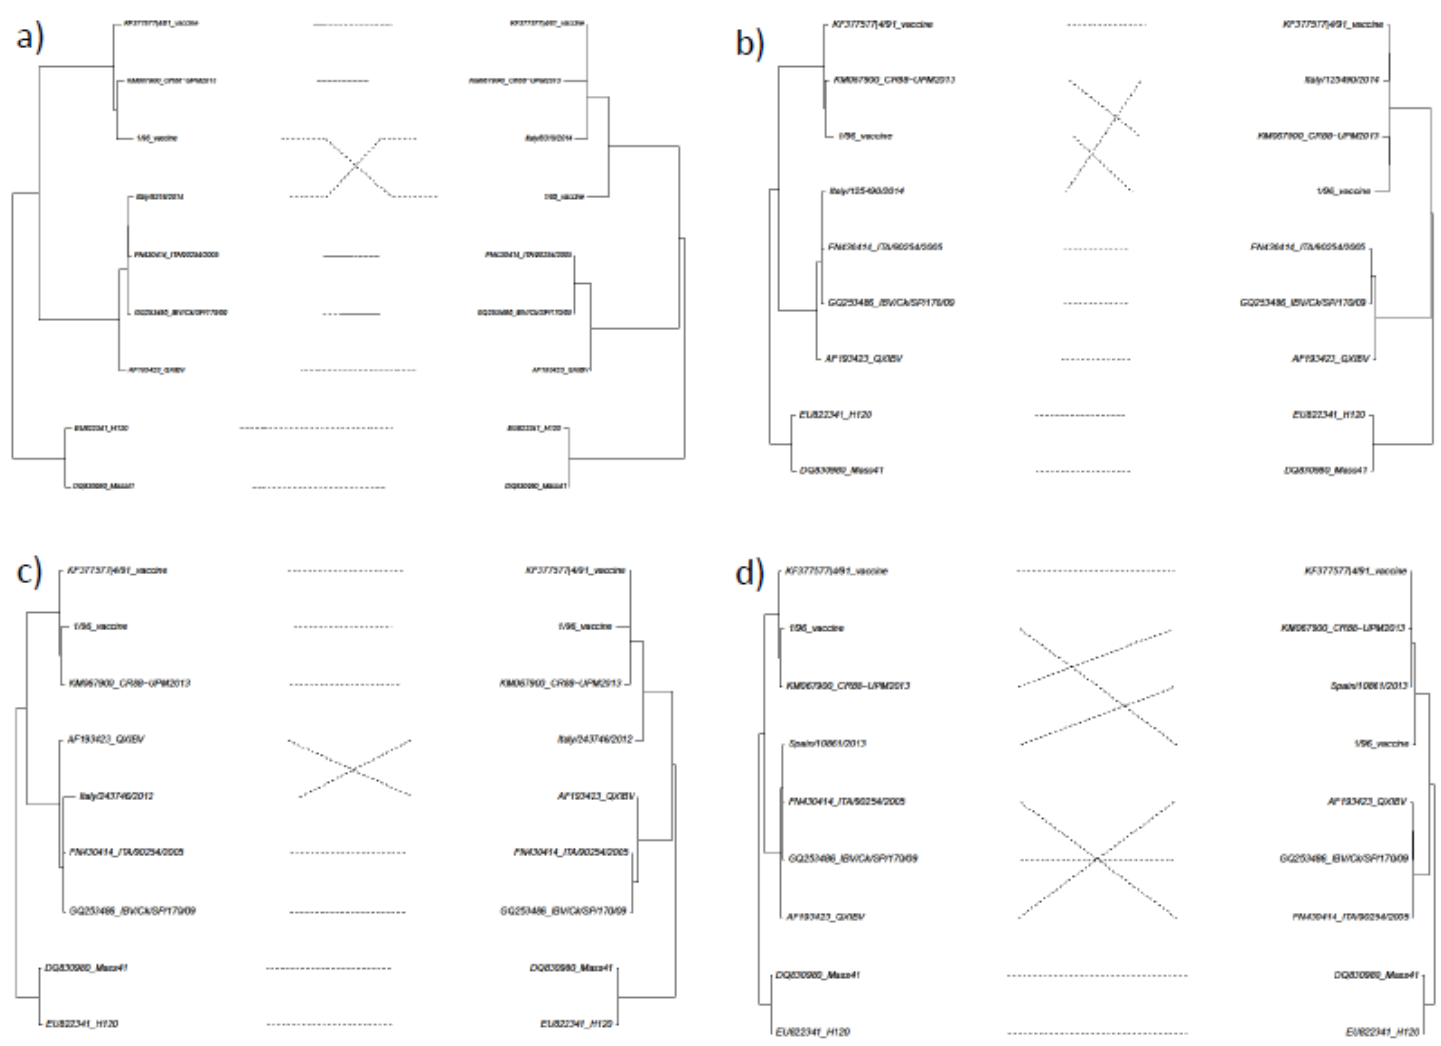 a)
KF377577|4/91_vaccine KF377577|4/91_vaccine
KM067900_CR88-UPM2013 KM067900_CR88-UPM2013
1/96_vaccine
1/96_vaccine
FN430414_ITA/90254/2005 FN430414_ITA/90254/2005
GQ253486_IBV/Ck/SP/170/09 GQ253486_IBV/Ck/SP/170/09
AF193423_QXIBV AF193423_QXIBV
EU822341_H120 EU822341_H120
DQ830980_Mass41 DQ830980_Mass41
b)
KF377577|4/91_vaccine KF377577|4/91_vaccine
KM067900_CR88-UPM2013 Italy/125490/2014
1/96_vaccine KM067900_CR88-UPM2013
Italy/125490/2014 1/96_vaccine
FN430414_ITA/90254/2005 FN430414_ITA/90254/2005
GQ253486_IBV/Ck/SP/170/09 GQ253486_IBV/Ck/SP/170/09
AF193423_QXIBV AF193423_QXIBV
EU822341_H120 EU822341_H120
DQ830980_Mass41 DQ830980_Mass41
c)
KF377577|4/91_vaccine KF377577|4/91_vaccine
1/96_vaccine 1/96_vaccine
KM067900_CR88-UPM2013 KM067900_CR88-UPM2013
AF193423_QXIBV Italy/243746/2012
Italy/243746/2012 AF193423_QXIBV
FN430414_ITA/90254/2005 FN430414_ITA/90254/2005
GQ253486_IBV/Ck/SP/170/09 GQ253486_IBV/Ck/SP/170/09
DQ830980_Mass41 DQ830980_Mass41
EU822341_H120 EU822341_H120
d)
KF377577|4/91_vaccine KF377577|4/91_vaccine
1/96_vaccine KM067900_CR88-UPM2013
KM067900_CR88-UPM2013 Spain/10861/2013
Spain/10861/2013 1/96_vaccine
FN430414_ITA/90254/2005 AF193423_QXIBV
GQ253486_IBV/Ck/SP/170/09 GQ253486_IBV/Ck/SP/170/09
AF193423_QXIBV FN430414_ITA/90254/2005
DQ830980_Mass41 DQ830980_Mass41
EU822341_H120 EU822341_H120